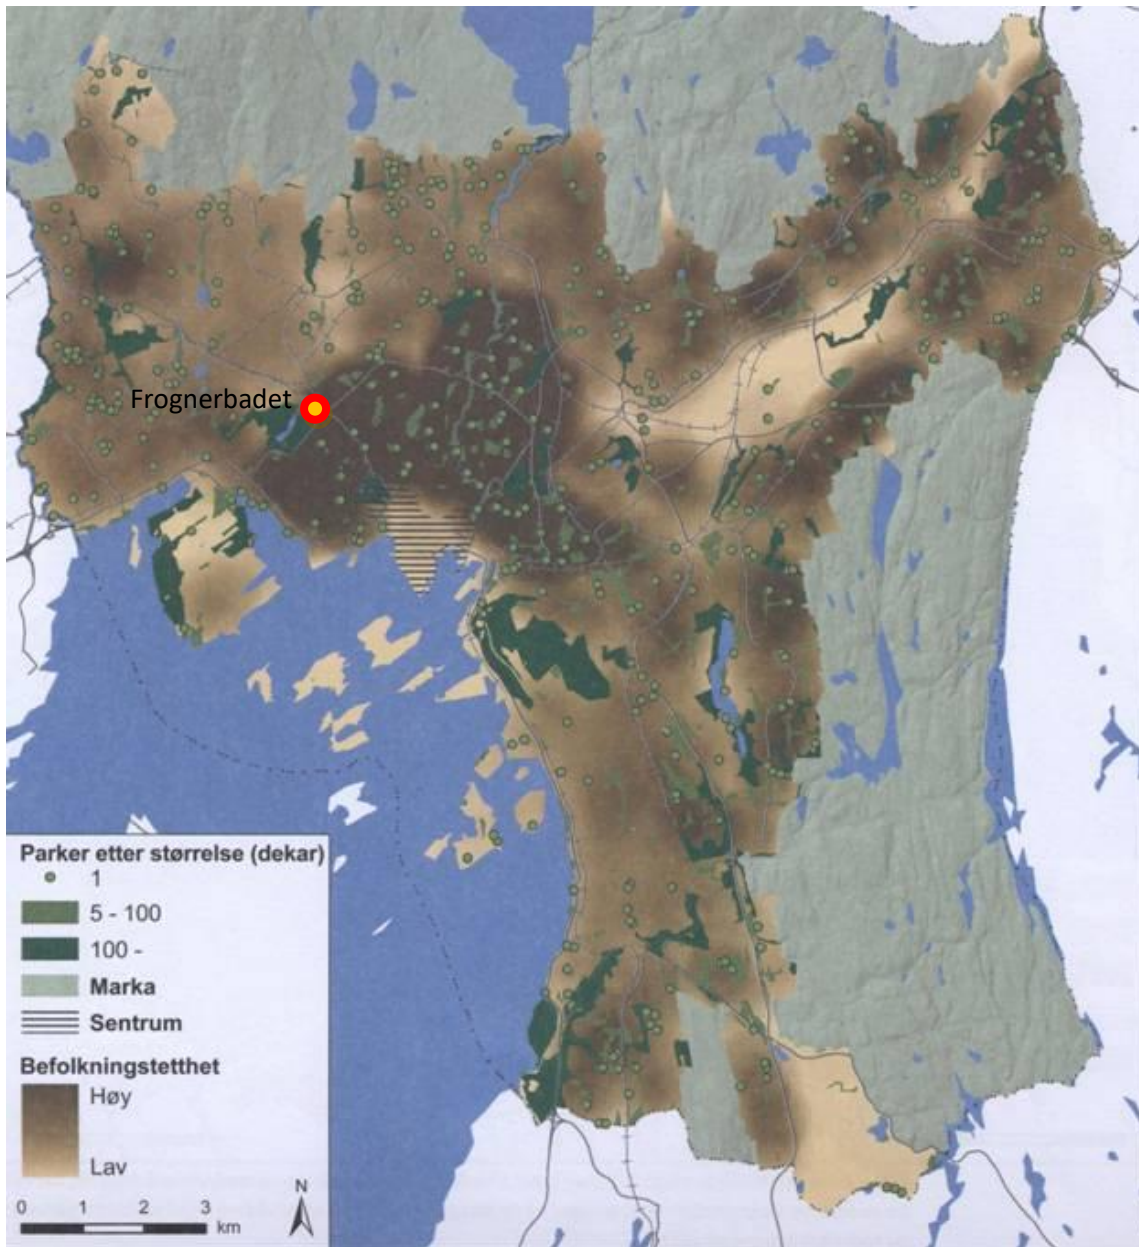 Frognerbadet
Parker etter størrelse (dekar)
1
5 - 100
100 -
Marka
Sentrum
Befolkningstetthet
Høy
Lav
0 1 2 3
km
N